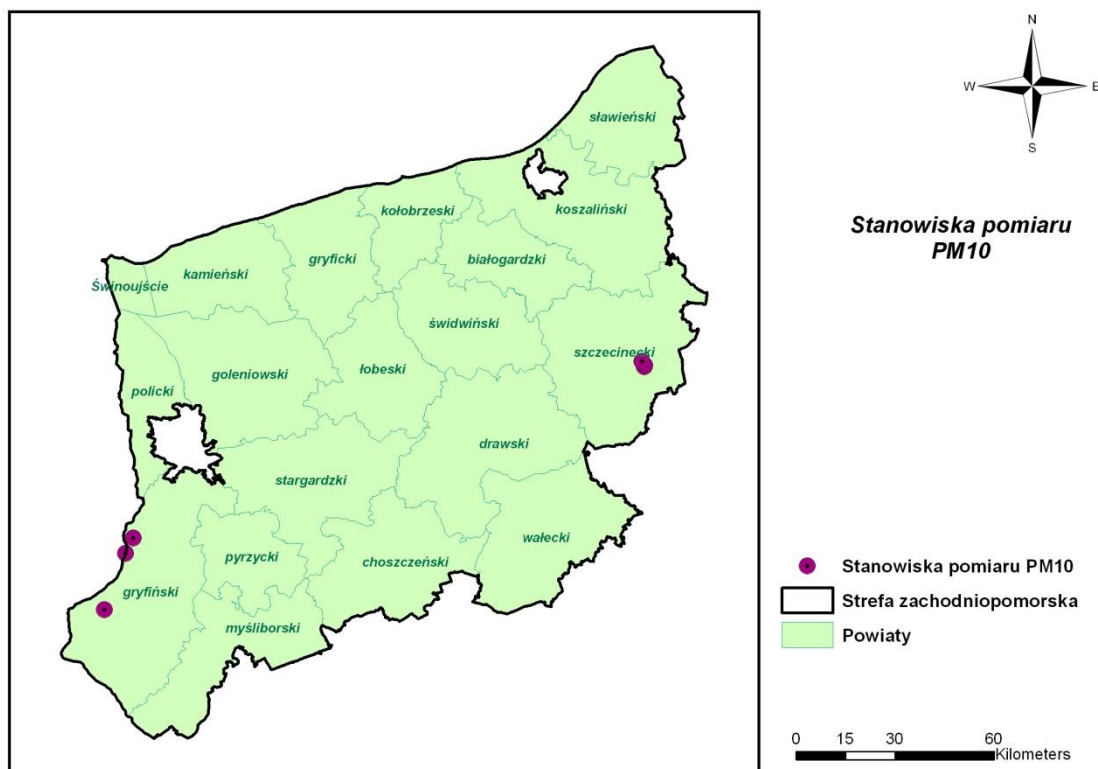 N
W E
S
Stanowiska pomiaru
PM10
sławieński
kołobrzeski
koszaliński
gryficki
białogardzki
kamieński
Świnoujście
świdwiński
szczecinecki
łobeski
goleniowski
policki
drawski
stargardzki
wałecki
pyrzycki
choszczeński
gryfiński
myśliborski
Stanowiska pomiaru PM10
Strefa zachodniopomorska
Powiaty
0 15 30 60
Kilometers